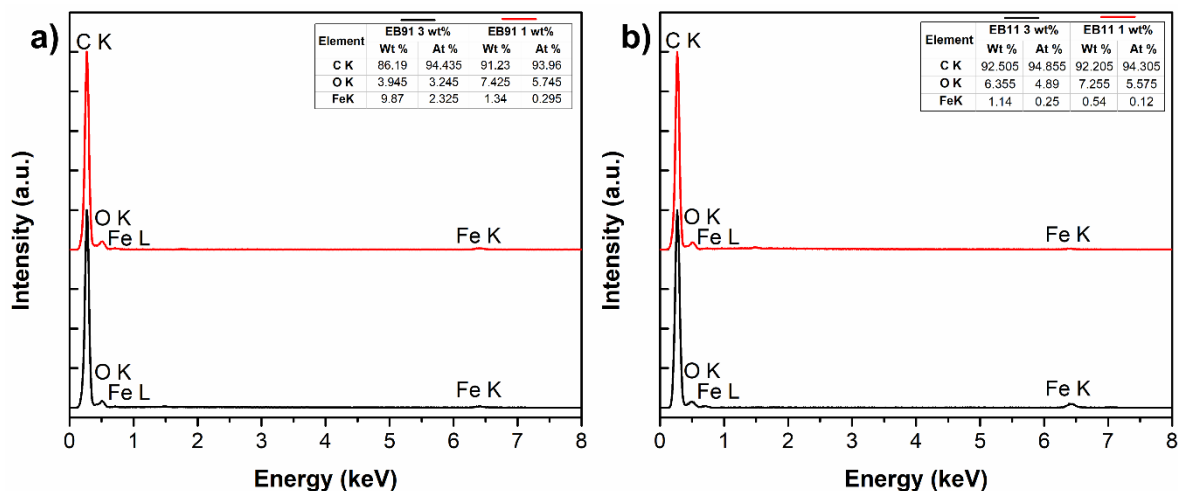 a)
Element EB91 3 wt% EB91 1 wt%
Wt % At % Wt % At %
C K 86.19 94.435 91.23 93.96
O K 3.945 3.245 7.425 5.745
FeK 9.87 2.325 1.34 0.295
C K
O K
Fe L
Fe K
O K
Fe L
Fe K
Intensity (a.u.)
0 1 2 3 4 5 6 7 8
Energy (keV)
b)
Element EB11 3 wt% EB11 1 wt%
Wt % At % Wt % At %
C K 92.505 94.855 92.205 94.305
O K 6.355 4.89 7.255 5.575
FeK 1.14 0.25 0.54 0.12
C K
O K
Fe L
Fe K
O K
Fe L
Fe K
Intensity (a.u.)
0 1 2 3 4 5 6 7 8
Energy (keV)